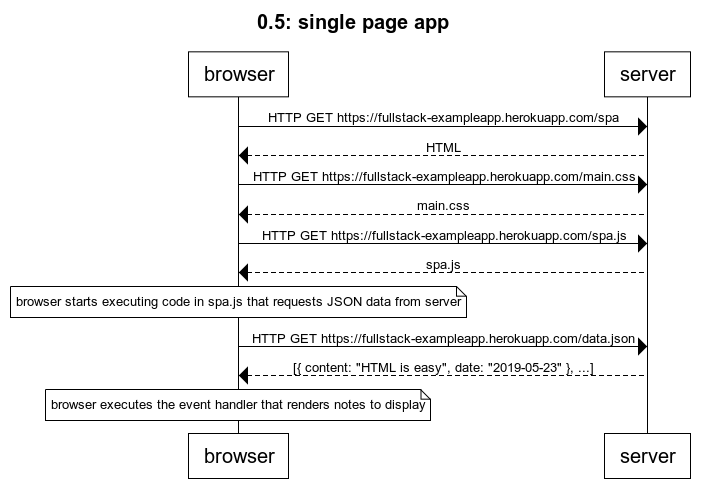 0.5: single page app
browser
server
HTTP GET https://fullstack-exampleapp.herokuapp.com/spa
HTML
HTTP GET https://fullstack-exampleapp.herokuapp.com/main.css
main.css
HTTP GET https://fullstack-exampleapp.herokuapp.com/spa.js
spa.js
browser starts executing code in spa.js that requests JSON data from server
HTTP GET https://fullstack-exampleapp.herokuapp.com/data.json
[{ content: "HTML is easy", date: "2019-05-23" }, ...]
browser executes the event handler that renders notes to display
browser
server